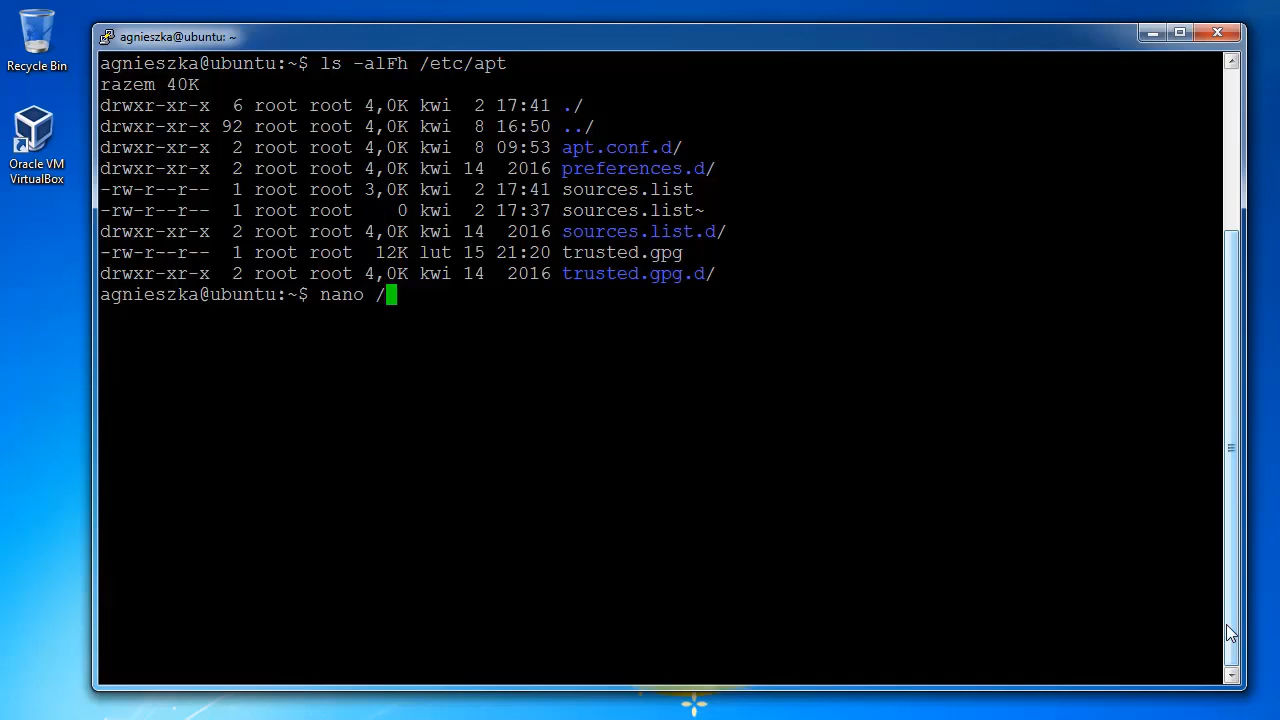 Recycle Bin
Oracle VM
VirtualBox
agnieszka@ubuntu: ~
agnieszka@ubuntu:~$ ls -alFh /etc/apt
razem 40K
drwxr-xr-x  6 root root 4,0K kwi  2 17:41 ./
drwxr-xr-x 92 root root 4,0K kwi  8 16:50 ../
drwxr-xr-x  2 root root 4,0K kwi  8 09:53 apt.conf.d/
drwxr-xr-x  2 root root 4,0K kwi 14  2016 preferences.d/
-rw-r--r--  1 root root 3,0K kwi  2 17:41 sources.list
-rw-r--r--  1 root root    0 kwi  2 17:37 sources.list~
drwxr-xr-x  2 root root 4,0K kwi 14  2016 sources.list.d/
-rw-r--r--  1 root root  12K lut 15 21:20 trusted.gpg
drwxr-xr-x  2 root root 4,0K kwi 14  2016 trusted.gpg.d/
agnieszka@ubuntu:~$ nano /